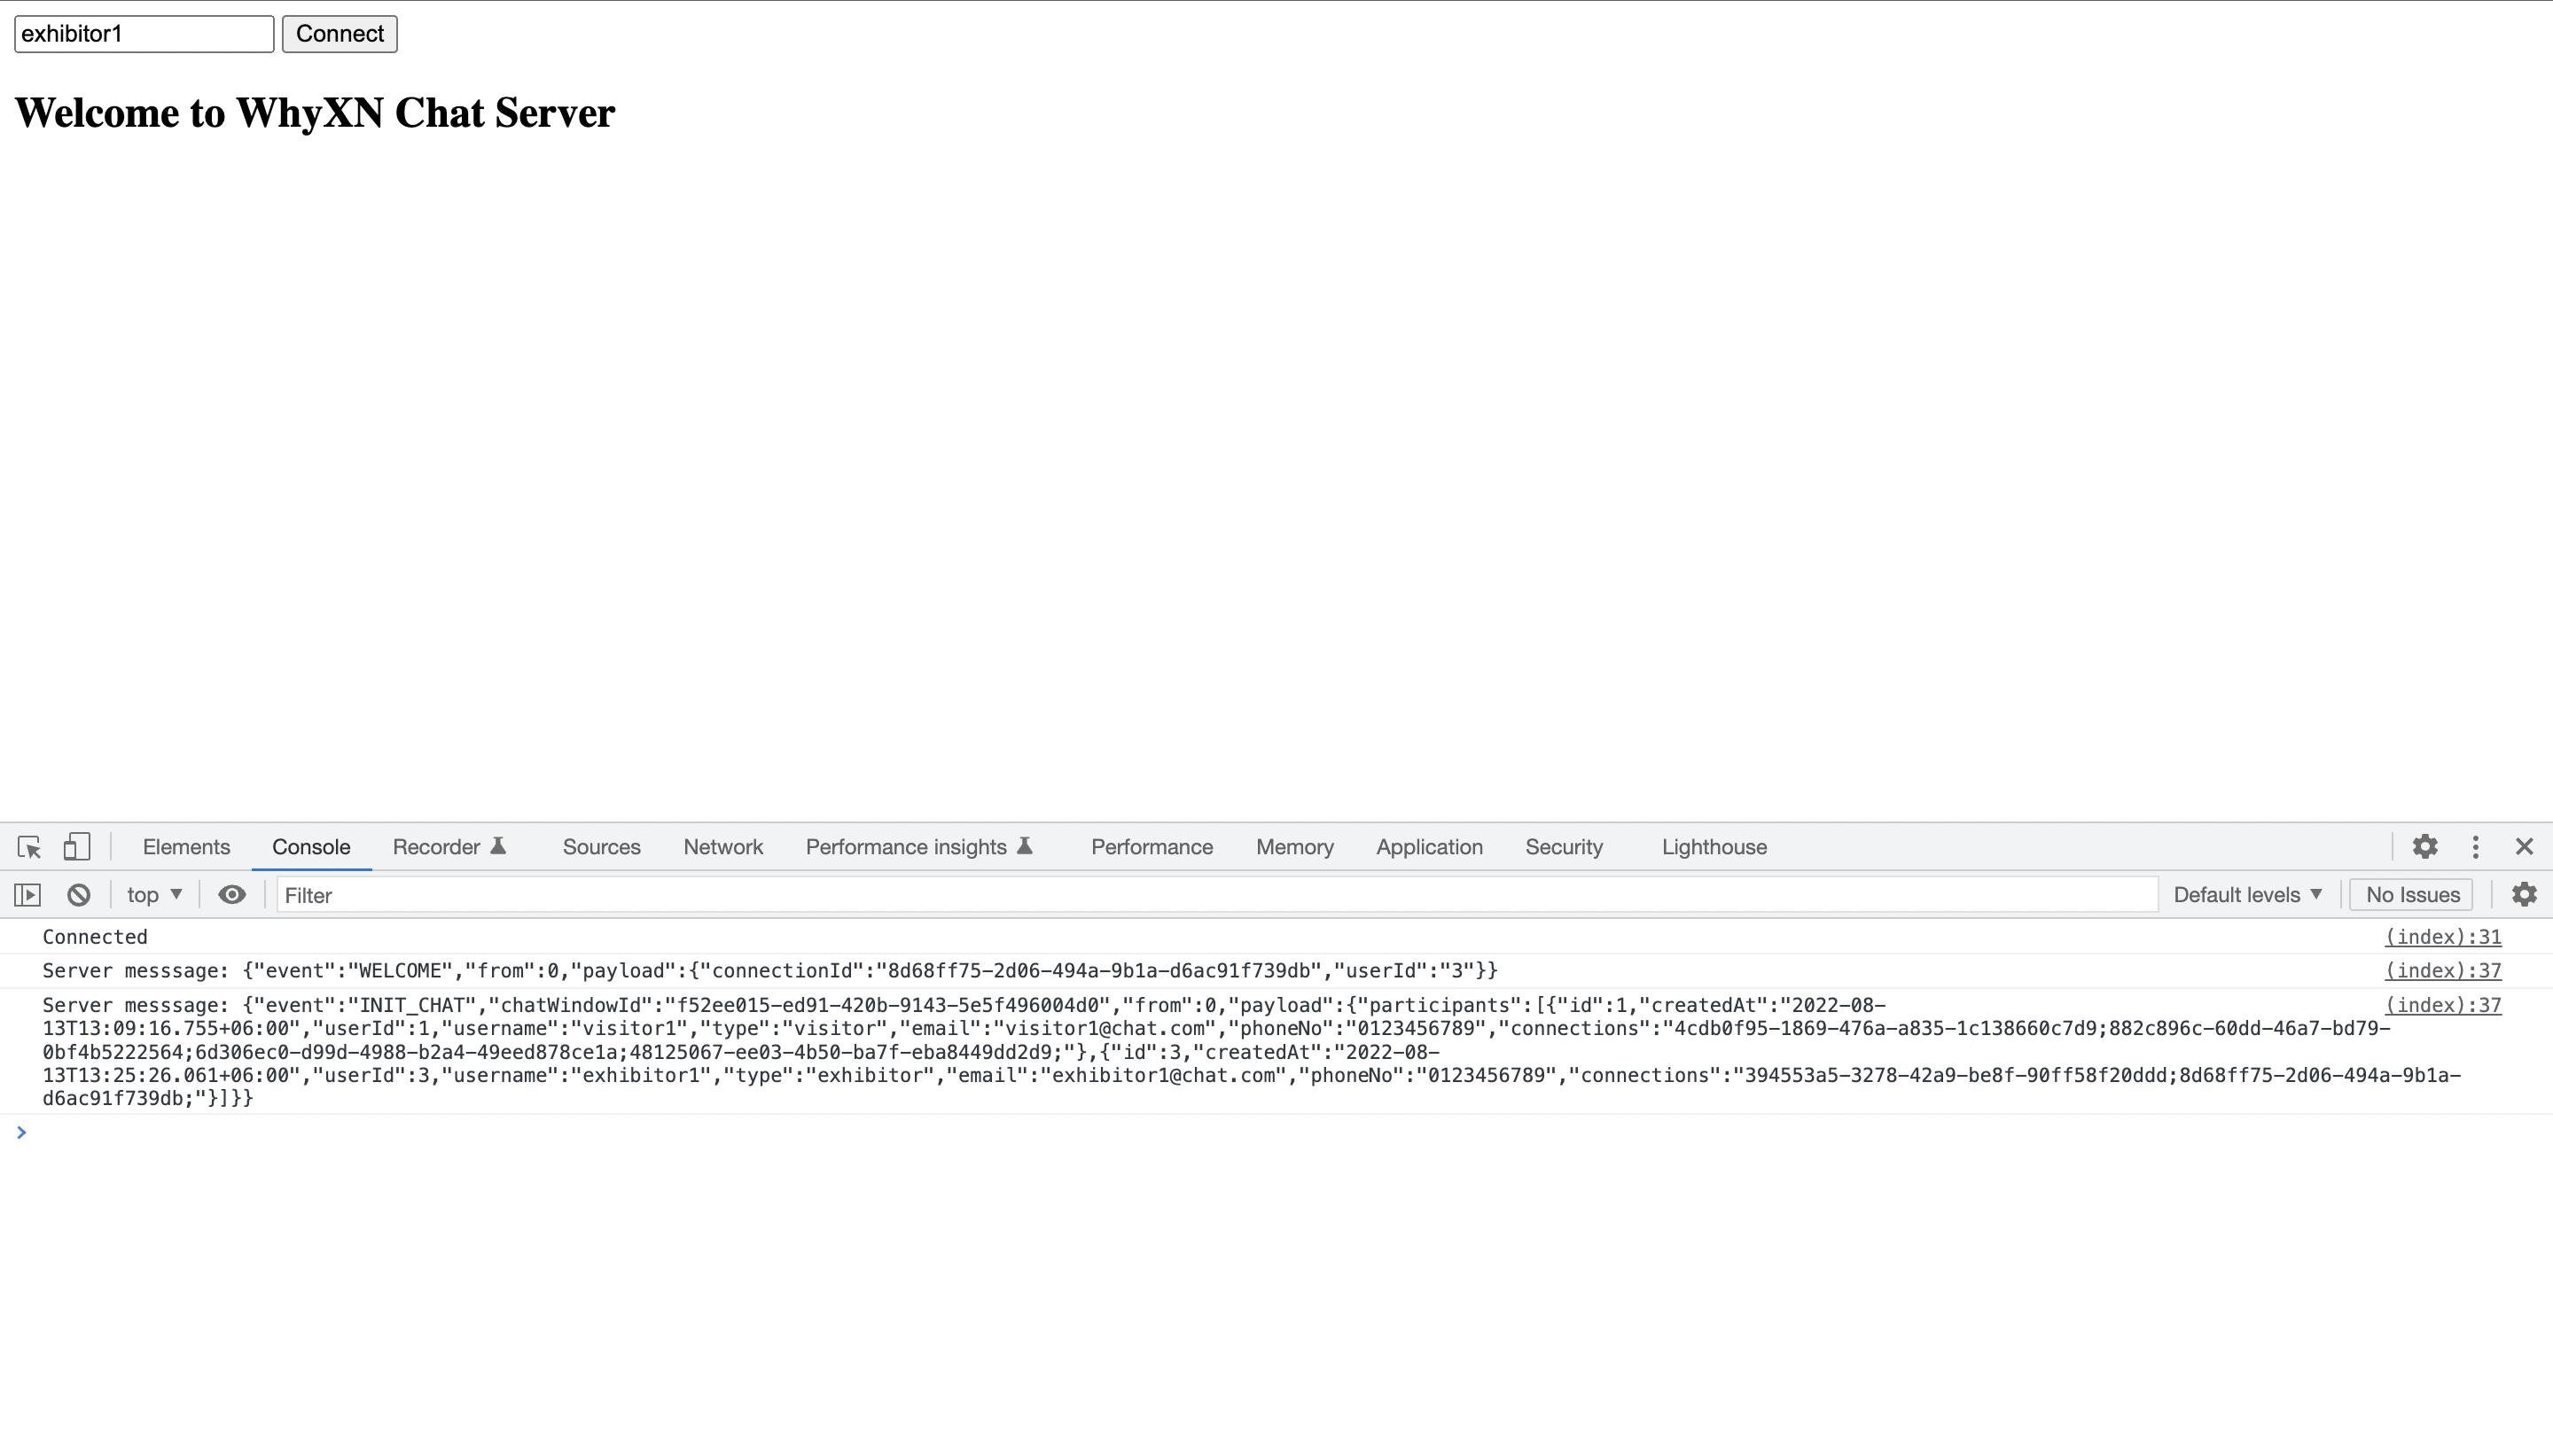 exhibitor1 Connect
Welcome to WhyXN Chat Server
Elements Console Recorder Sources Network Performance insights Performance Memory Application Security Lighthouse
top Filter Default levels No Issues
Connected (index):31
Server messsage: {"event":"WELCOME","from":0,"payload":{"connectionId":"8d68ff75-2d06-494a-9b1a-d6ac91f739db","userId":"3"}} (index):37
Server messsage: {"event":"INIT_CHAT","chatWindowId":"f52ee015-ed91-420b-9143-5e5f496004d0","from":0,"payload":{"participants":[{"id":1,"createdAt":"2022-08- (index):37
13T13:09:16.755+06:00","userId":1,"username":"visitor1","type":"visitor","email":"visitor1@chat.com","phoneNo":"0123456789","connections":"4cdb0f95-1869-476a-a835-1c138660c7d9;882c896c-60dd-46a7-bd79-
0bf4b5222564;6d306ec0-d99d-4988-b2a4-49eed878ce1a;48125067-ee03-4b50-ba7f-eba8449dd2d9;"},{"id":3,"createdAt":"2022-08-
13T13:25:26.061+06:00","userId":3,"username":"exhibitor1","type":"exhibitor","email":"exhibitor1@chat.com","phoneNo":"0123456789","connections":"394553a5-3278-42a9-be8f-90ff58f20ddd;8d68ff75-2d06-494a-9b1a-
d6ac91f739db;"}]}}